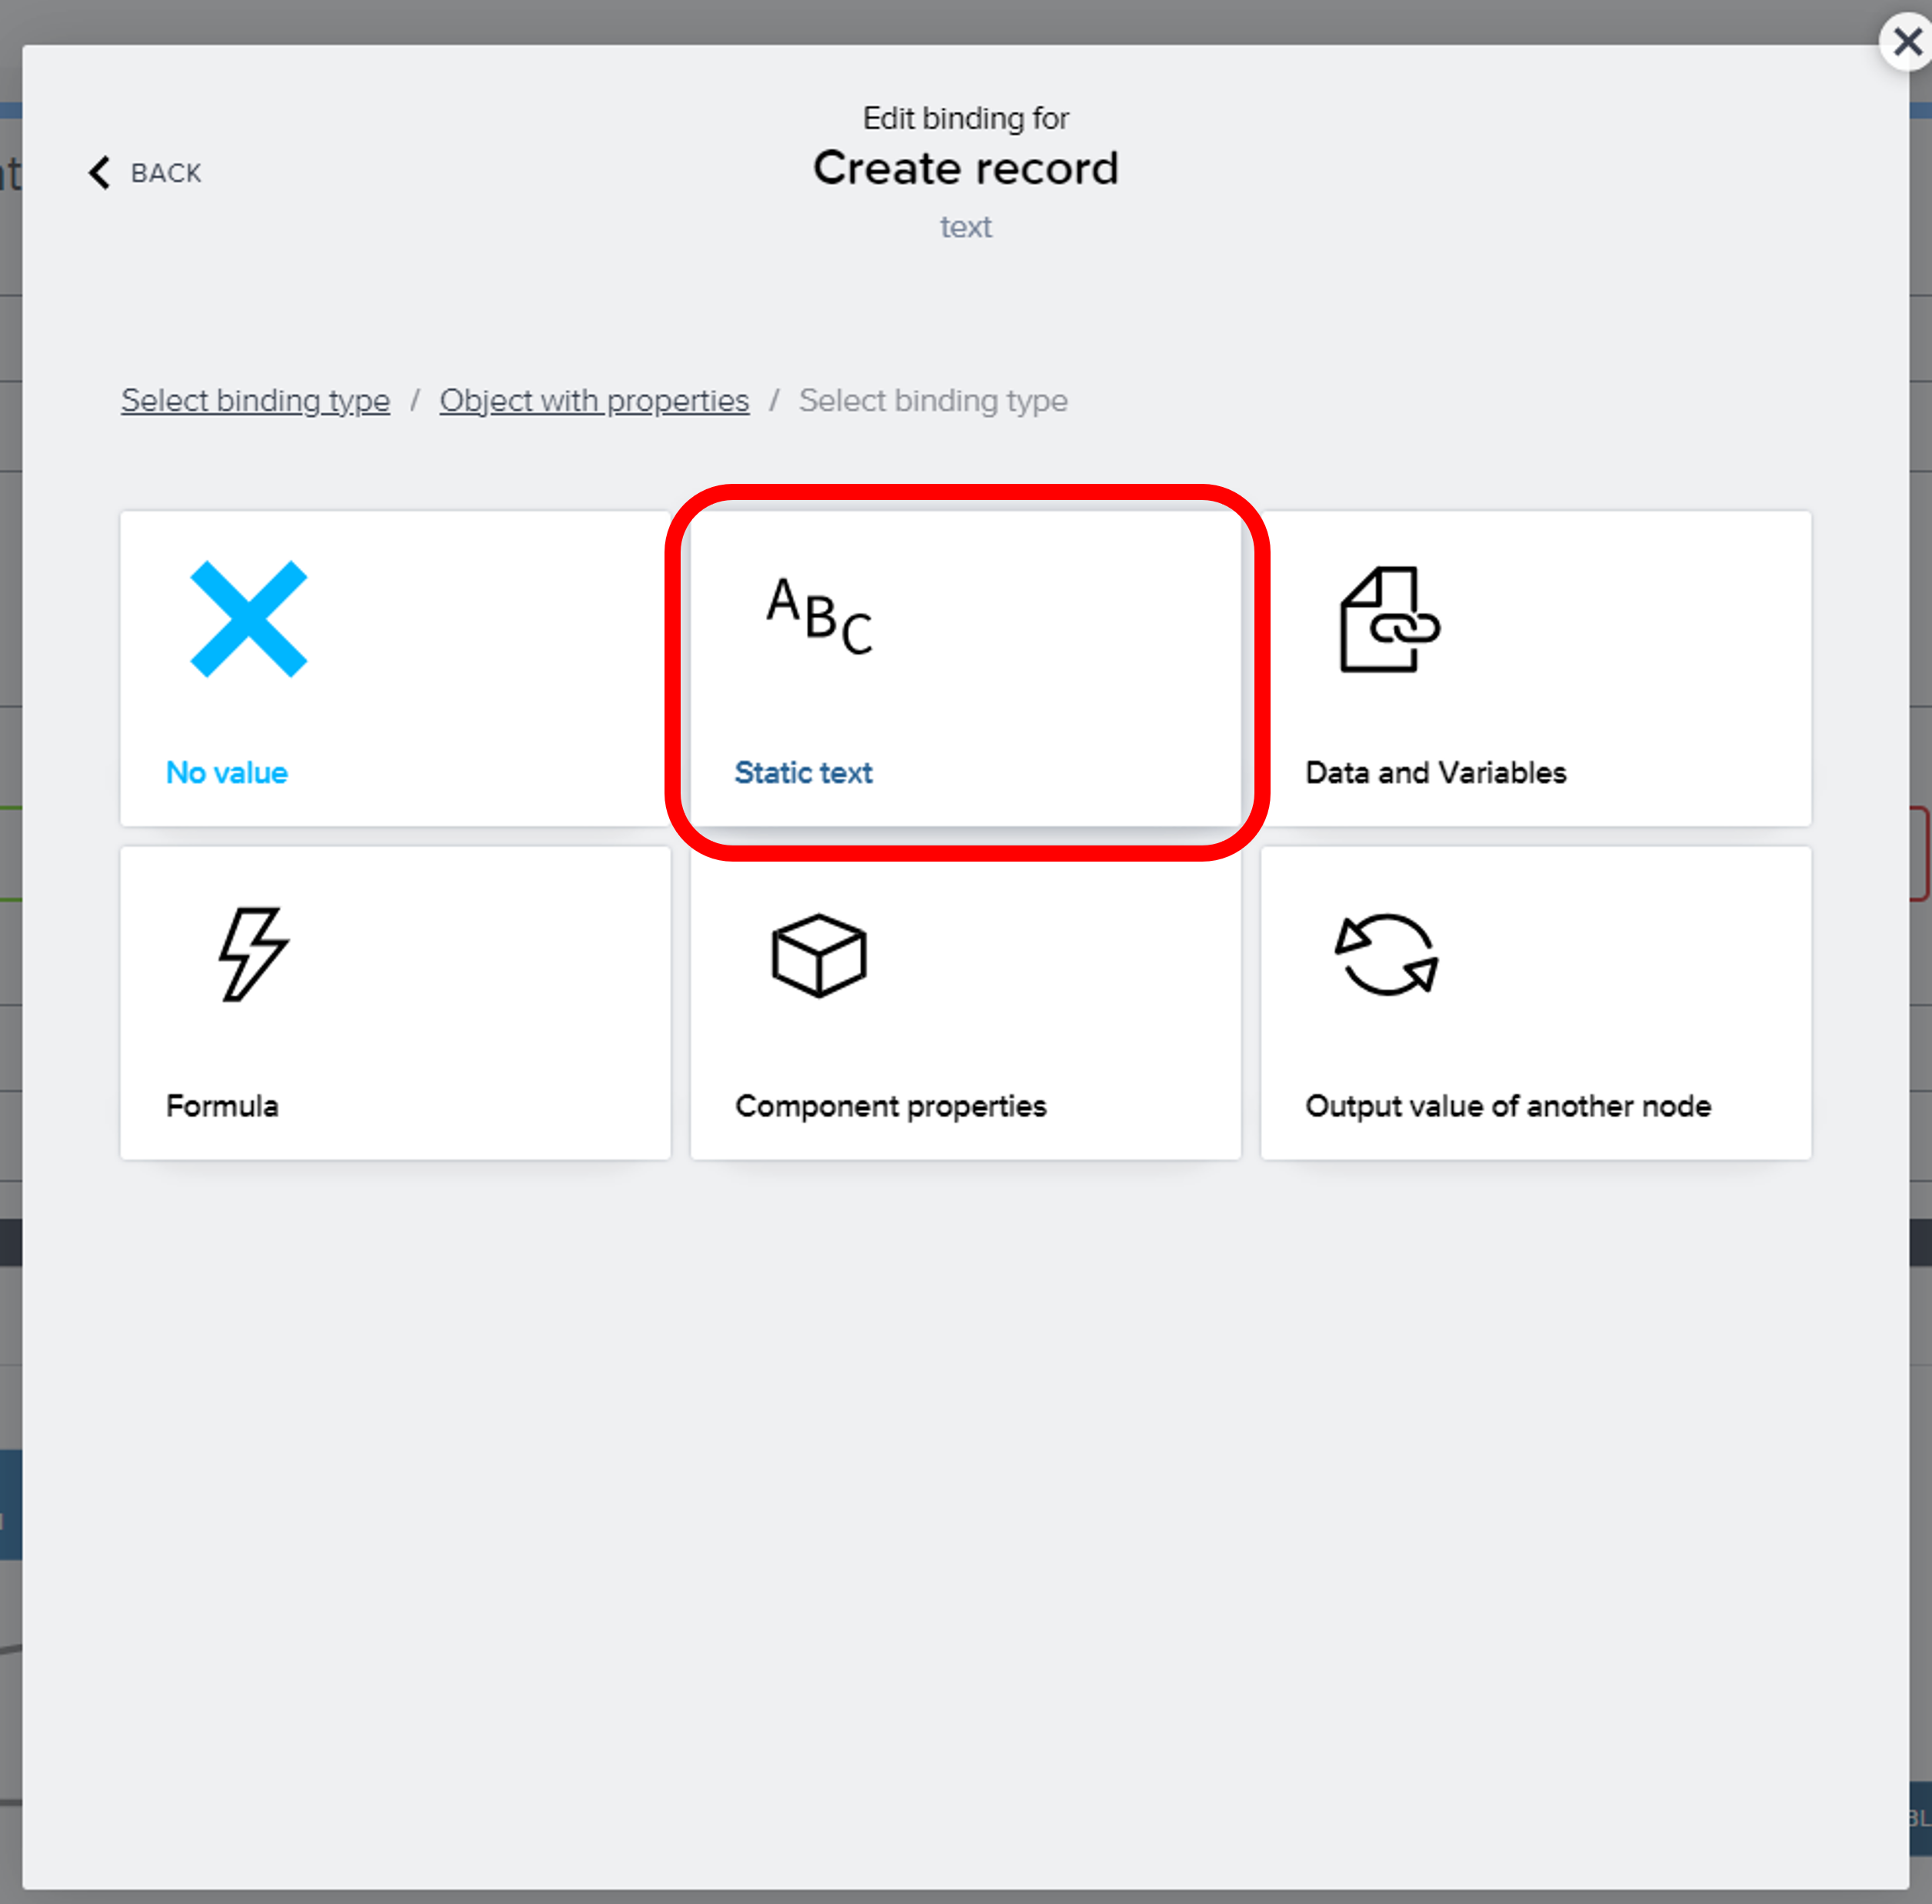 Edit binding for
BACK
Create record
text
Select binding type / Object with properties / Select binding type
ABC
No value
Static text
Data and Variables
Formula
Component properties
Output value of another node